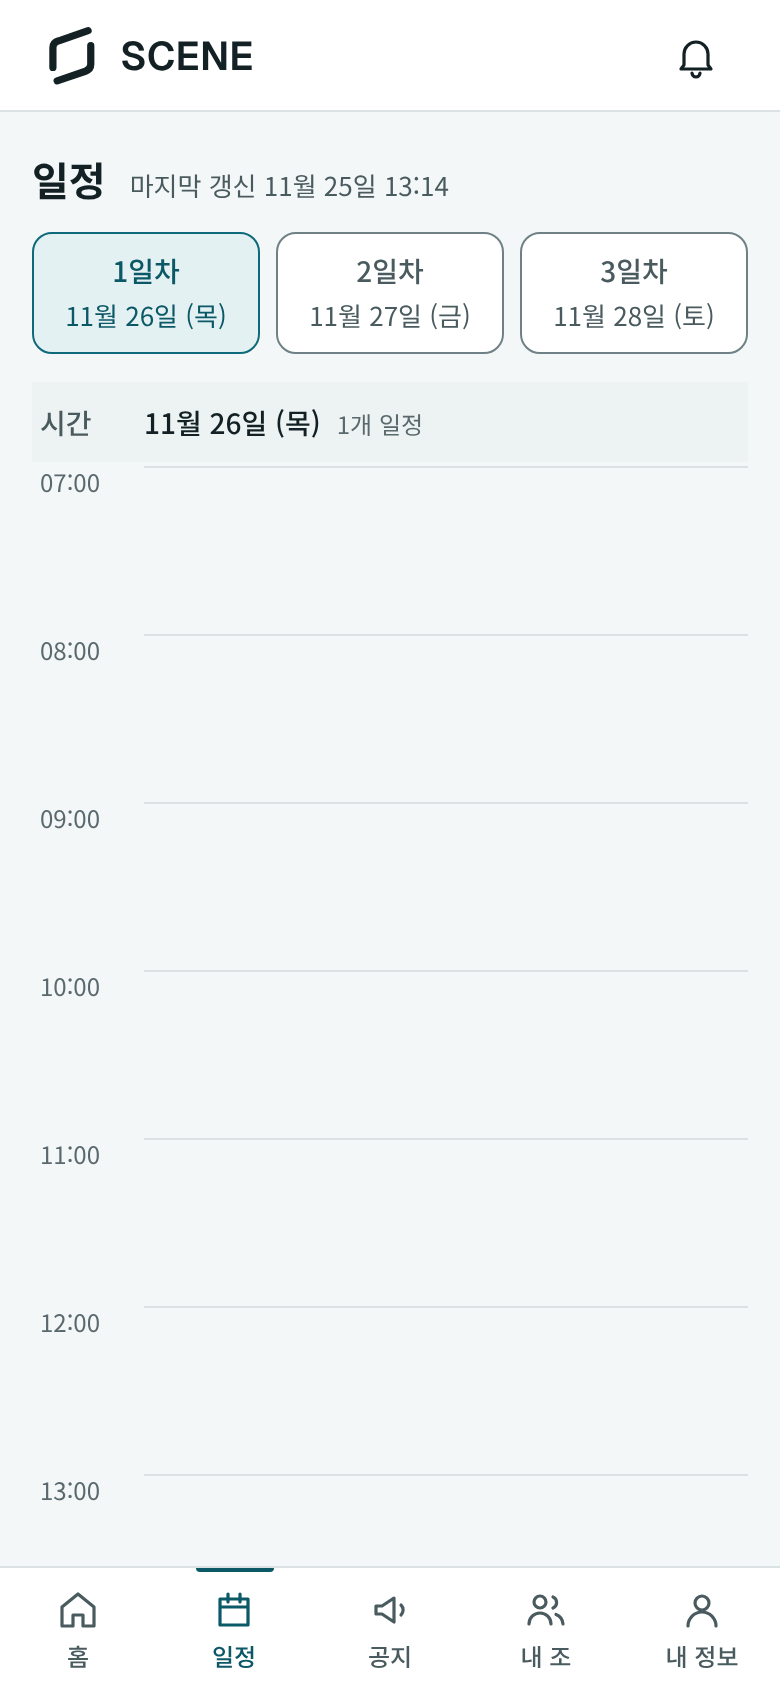 SCENE
일정 마지막 갱신 11월 25일 13:14
1일차 2일차 3일차
11월 26일 (목) 11월 27일 (금) 11월 28일 (토)
시간 11월 26일 (목) 1개 일정
07:00
08:00
09:00
10:00
11:00
12:00
13:00
홈 일정 공지 내 조 내 정보